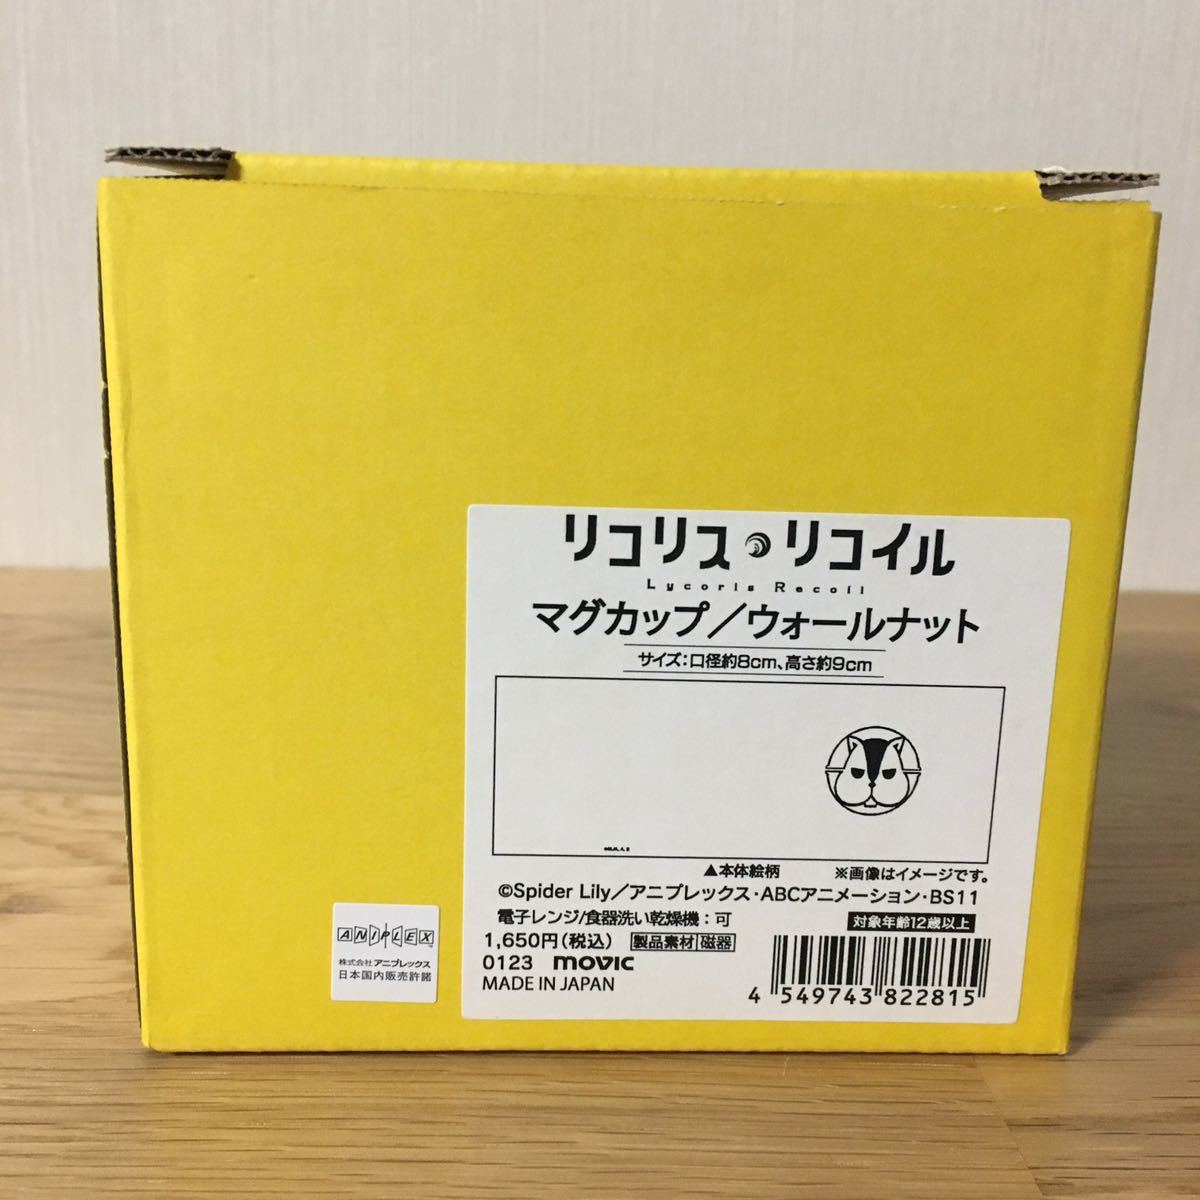 リコリス・リコイル
Lycoris Recoil
マグカップ／ウォールナット
サイズ：口径約8cm、高さ約9cm
▲本体絵柄 ※画像はイメージです。
©Spider Lily／アニプレックス・ABCアニメーション・BS11
電子レンジ/食器洗い乾燥機：可 対象年齢12歳以上
1,650円(税込) 製品素材 磁器
0123 movic
MADE IN JAPAN
4 549743 822815
ANIPLEX
株式会社アニプレックス
日本国内販売許諾